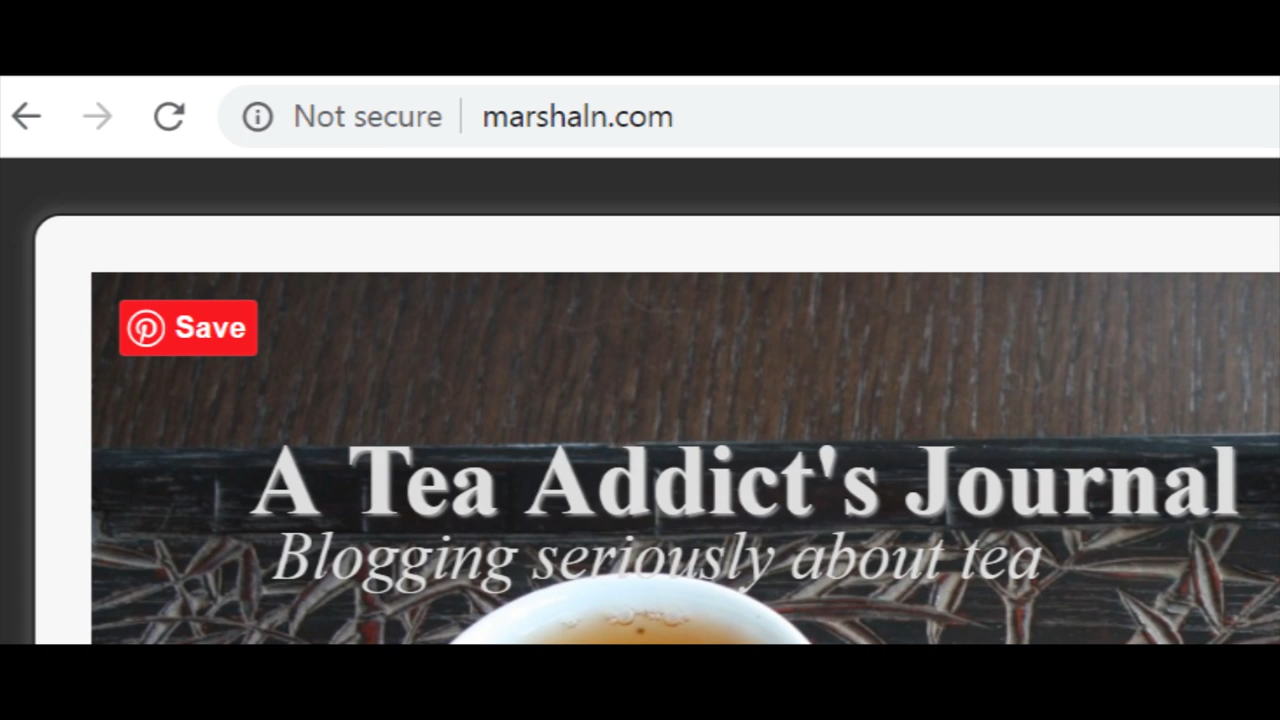 Not secure marshaln.com
Save
A Tea Addict's Journal
Blogging seriously about tea